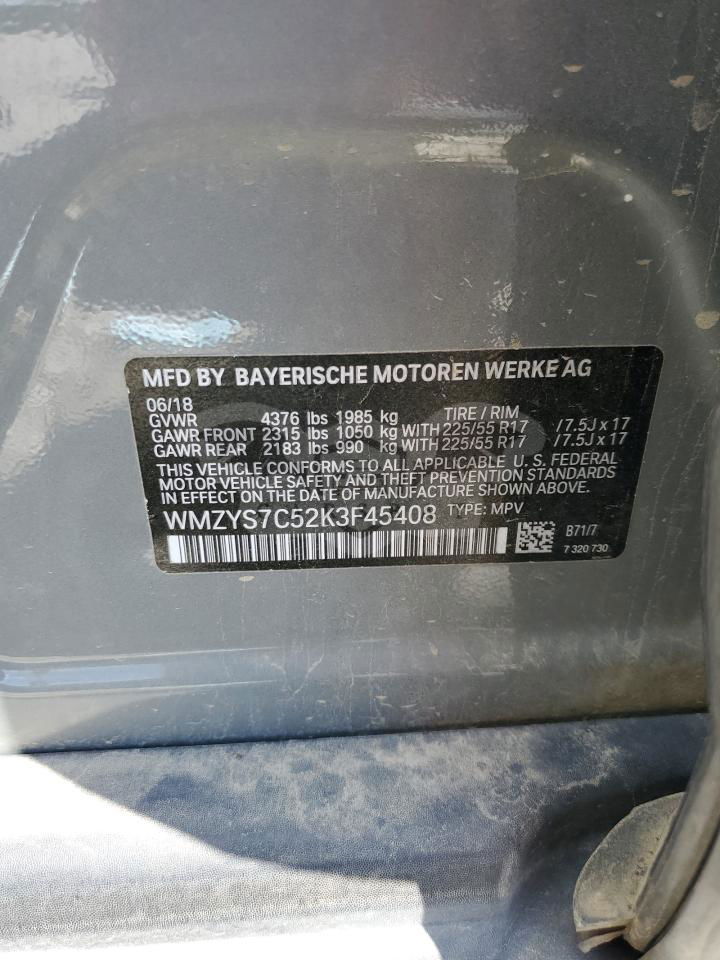 MFD BY BAYERISCHE MOTOREN WERKE AG
06/18
GVWR 4376 lbs 1985 kg TIRE / RIM
GAWR FRONT 2315 lbs 1050 kg WITH 225/55 R17 /7.5J x 17
GAWR REAR 2183 lbs 990 kg WITH 225/55 R17 /7.5J x 17
THIS VEHICLE CONFORMS TO ALL APPLICABLE U. S. FEDERAL
MOTOR VEHICLE SAFETY AND THEFT PREVENTION STANDARDS
IN EFFECT ON THE DATE OF MANUFACTURE SHOWN ABOVE.
WMZYS7C52K3F45408 TYPE: MPV
B71/7
7 320 730